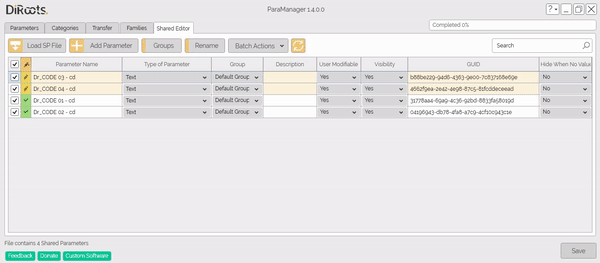 DiRoots.
ParaManager 1.4.0.0
?
Parameters Categories Transfer Families Shared Editor
Completed 0%
Load SP File Add Parameter Groups Rename Batch Actions Search
Parameter Name Type of Parameter Group Description User Modifiable Visibility GUID Hide When No Value
Dr_CODE 03 - cd Text Default Group Yes Yes b88be229-94d6-4363-9e00-7c837168e69e No
Dr_CODE 04 - cd Text Default Group Yes Yes 4662f9ea-2e42-4e98-87c5-81fcddeceead No
Dr_CODE 01 - cd Text Default Group Yes Yes 31778aa4-69a9-4c36-92bd-8833fa58019d No
Dr_CODE 02 - cd Text Default Group Yes Yes 04196943-db78-4fa8-a7c9-4cf10c943c1e No
File contains 4 Shared Parameters
Feedback Donate Custom Software
Save